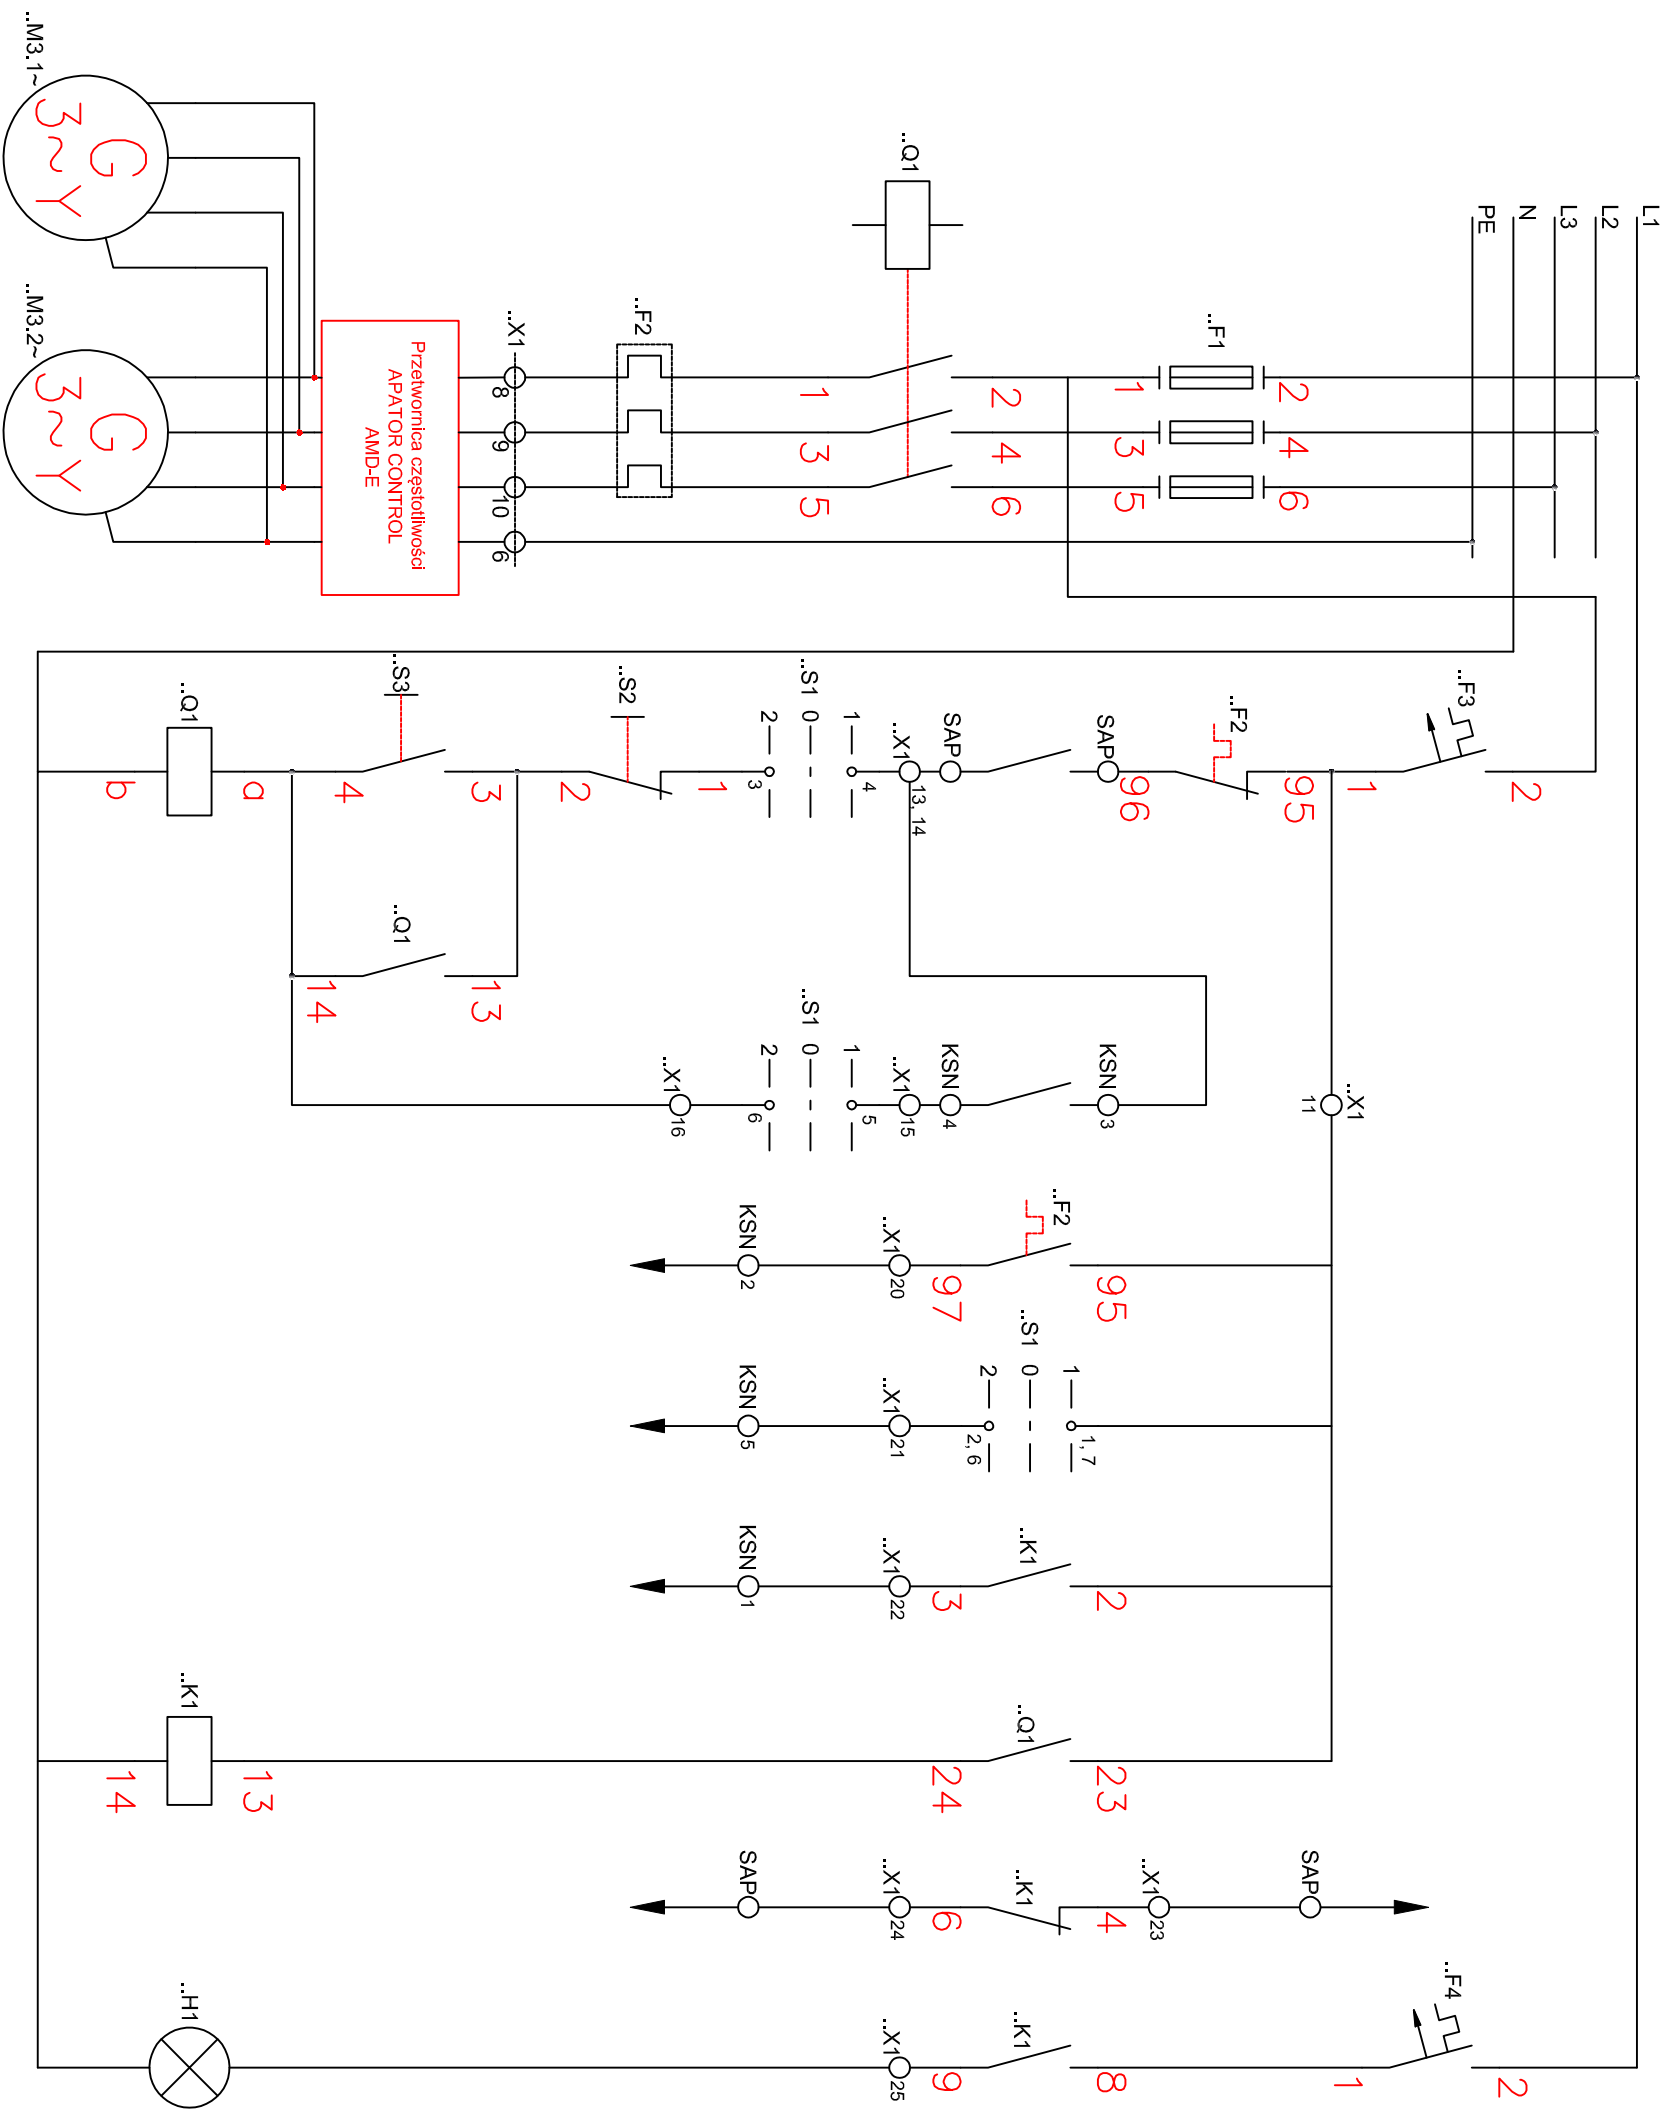 L1
L2
L3
N
PE
..F1
2
4
6
1
3
5
..Q1
2
4
6
1
3
5
..F2
..X1
8
9
10
6
Przetwornica częstotliwości
APATOR CONTROL
AMD-E
..M3.1~
G
3~
Y
..M3.2~
G
3~
Y
..F3
2
1
..F2
95
96
SAP
SAP
..X1
13, 14
..S1
1
0
2
4
3
..S2
1
2
..S3
3
4
..Q1
a
b
..Q1
13
14
KSN
3
KSN
4
..X1
15
..S1
1
0
2
5
6
..X1
16
..X1
11
..F2
95
97
..X1
20
KSN
2
..S1
1
0
2
1, 7
2, 6
..X1
21
KSN
5
..K1
2
3
..X1
22
KSN
1
..Q1
23
24
..K1
13
14
SAP
..X1
23
..K1
4
6
..X1
24
SAP
..F4
2
1
..K1
8
9
..X1
25
..H1